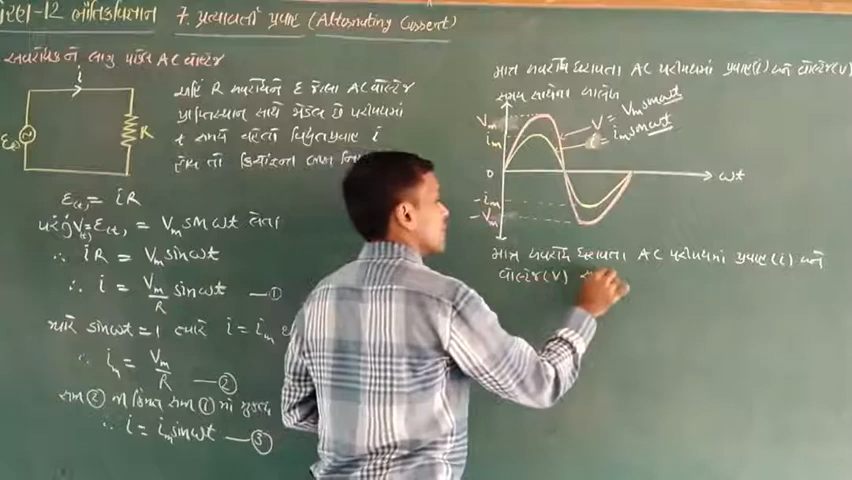 ધોરણ-12 ભૌતિકવિજ્ઞાન 7. પ્રત્યાવર્તી પ્રવાહ (Alternating Current)
અવરોધકને લાગુ પાડેલ AC વોલ્ટેજ
i
R
E(t)
R અવરોધને E જેટલા AC વોલ્ટેજ
પ્રાપ્તિસ્થાન સાથે જોડેલ છે પરિપથમાં
t સમયે વહેતો વિદ્યુતપ્રવાહ i
હોય તો કિર્ચોફના
E(t) = iR
પરંતુ V(t) = E(t) = Vm sin ωt લેતા
∴ iR = Vm sin ωt
∴ i = Vm/R sin ωt —①
જ્યારે sin ωt = 1 ત્યારે i = im
∴ im = Vm/R —②
સમી ② ની કિંમત સમી ① માં મુકતા
∴ i = im sin ωt —③
માત્ર અવરોધ ધરાવતા AC પરિપથમાં પ્રવાહ (i) અને વોલ્ટેજ (V)
સમય સાથેના આલેખ
Vm
im
0
-im
-Vm
V = Vm sin ωt
i = im sin ωt
ωt
માત્ર અવરોધ ધરાવતા AC પરિપથમાં પ્રવાહ (i) અને
વોલ્ટેજ (V)